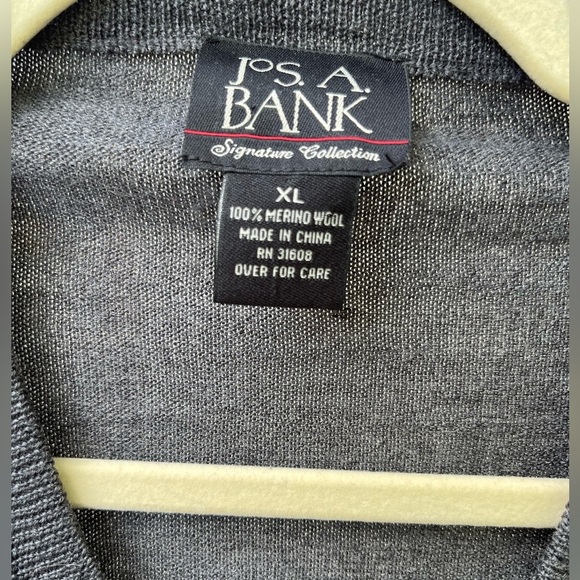 JOS. A.
BANK
Signature Collection
XL
100% MERINO WOOL
MADE IN CHINA
RN 31608
OVER FOR CARE